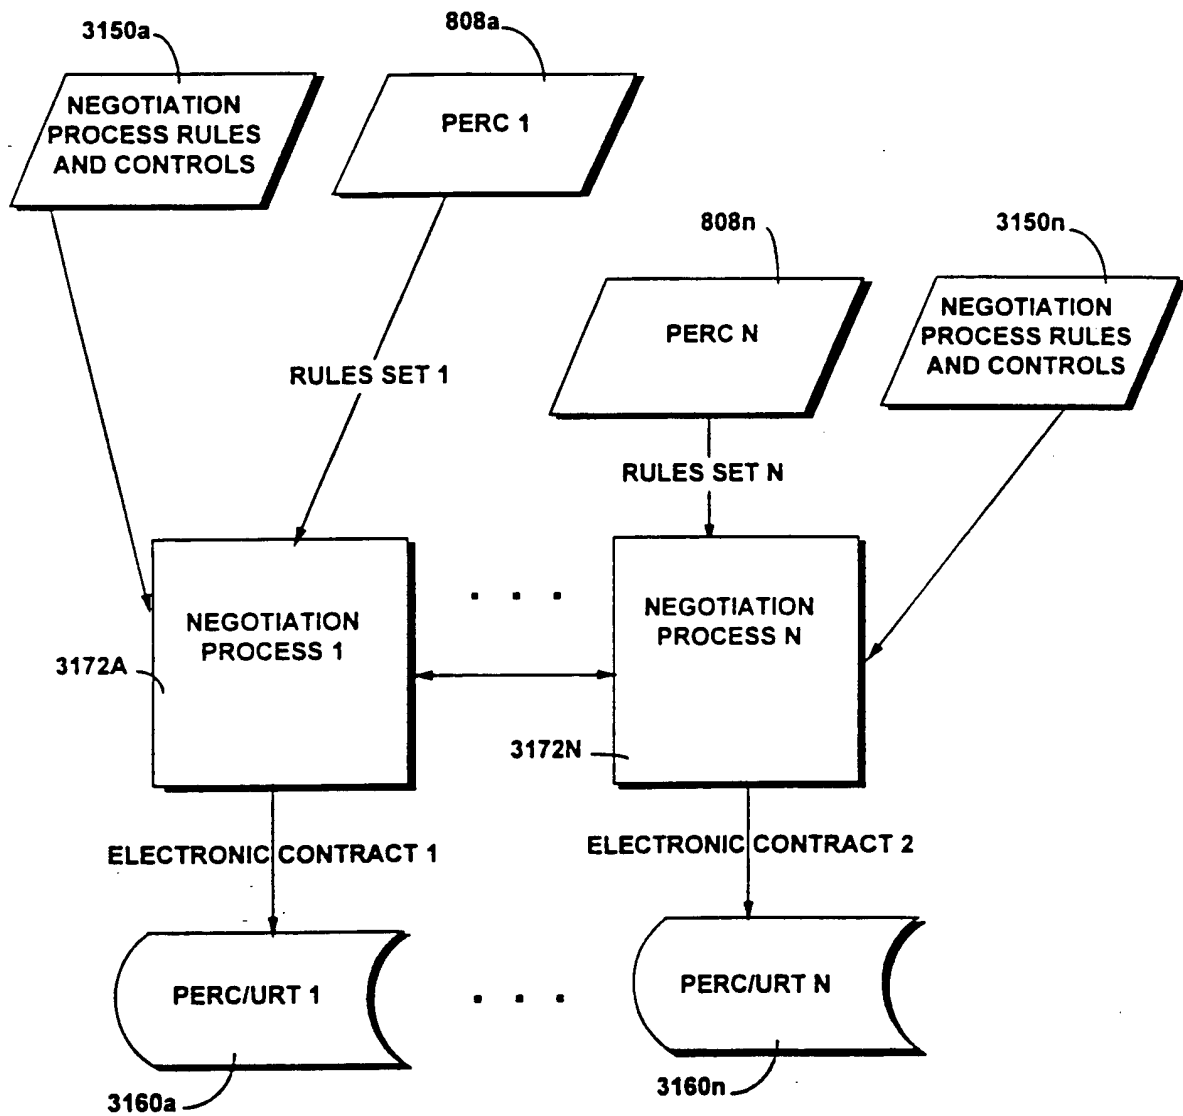 3150a
808a
NEGOTIATION
PROCESS RULES
AND CONTROLS
PERC 1
808n
3150n
PERC N
NEGOTIATION
PROCESS RULES
AND CONTROLS
RULES SET 1
RULES SET N
NEGOTIATION
PROCESS 1
NEGOTIATION
PROCESS N
3172A
3172N
ELECTRONIC CONTRACT 1
ELECTRONIC CONTRACT 2
PERC/URT 1
PERC/URT N
3160a
3160n